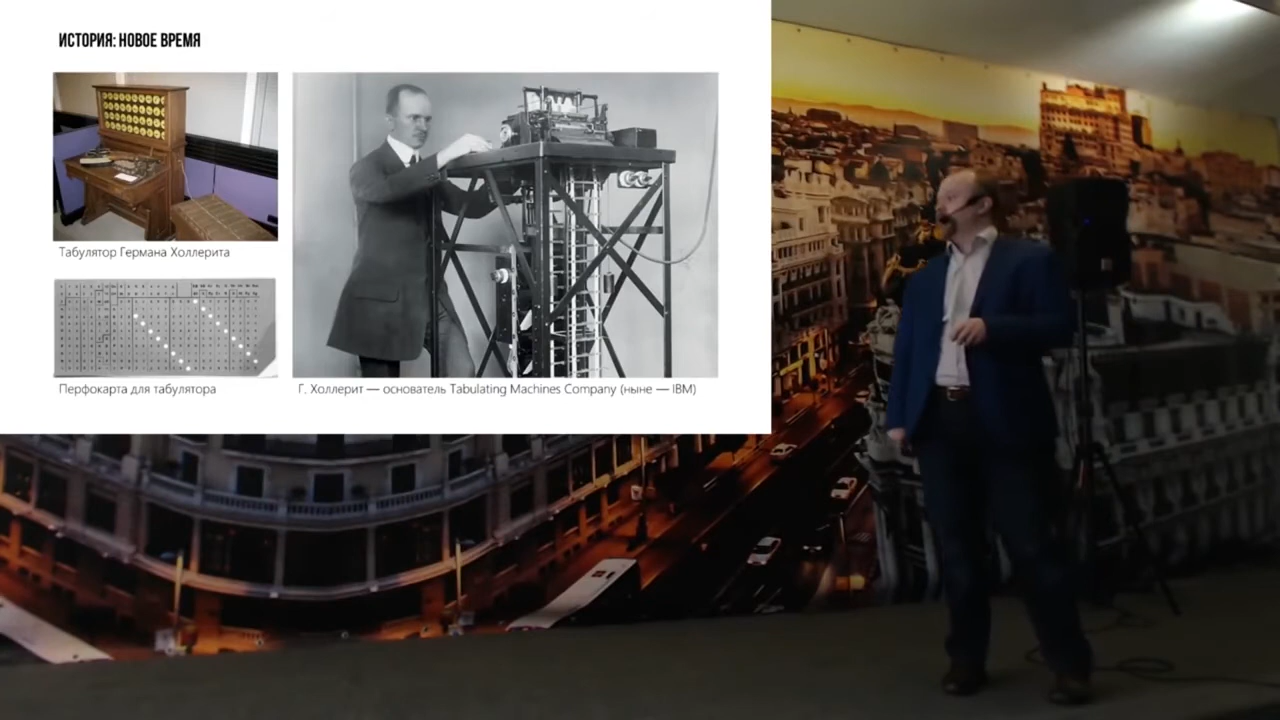 ИСТОРИЯ: НОВОЕ ВРЕМЯ
Табулятор Германа Холлерита
Перфокарта для табулятора
Г. Холлерит — основатель Tabulating Machines Company (ныне — IBM)